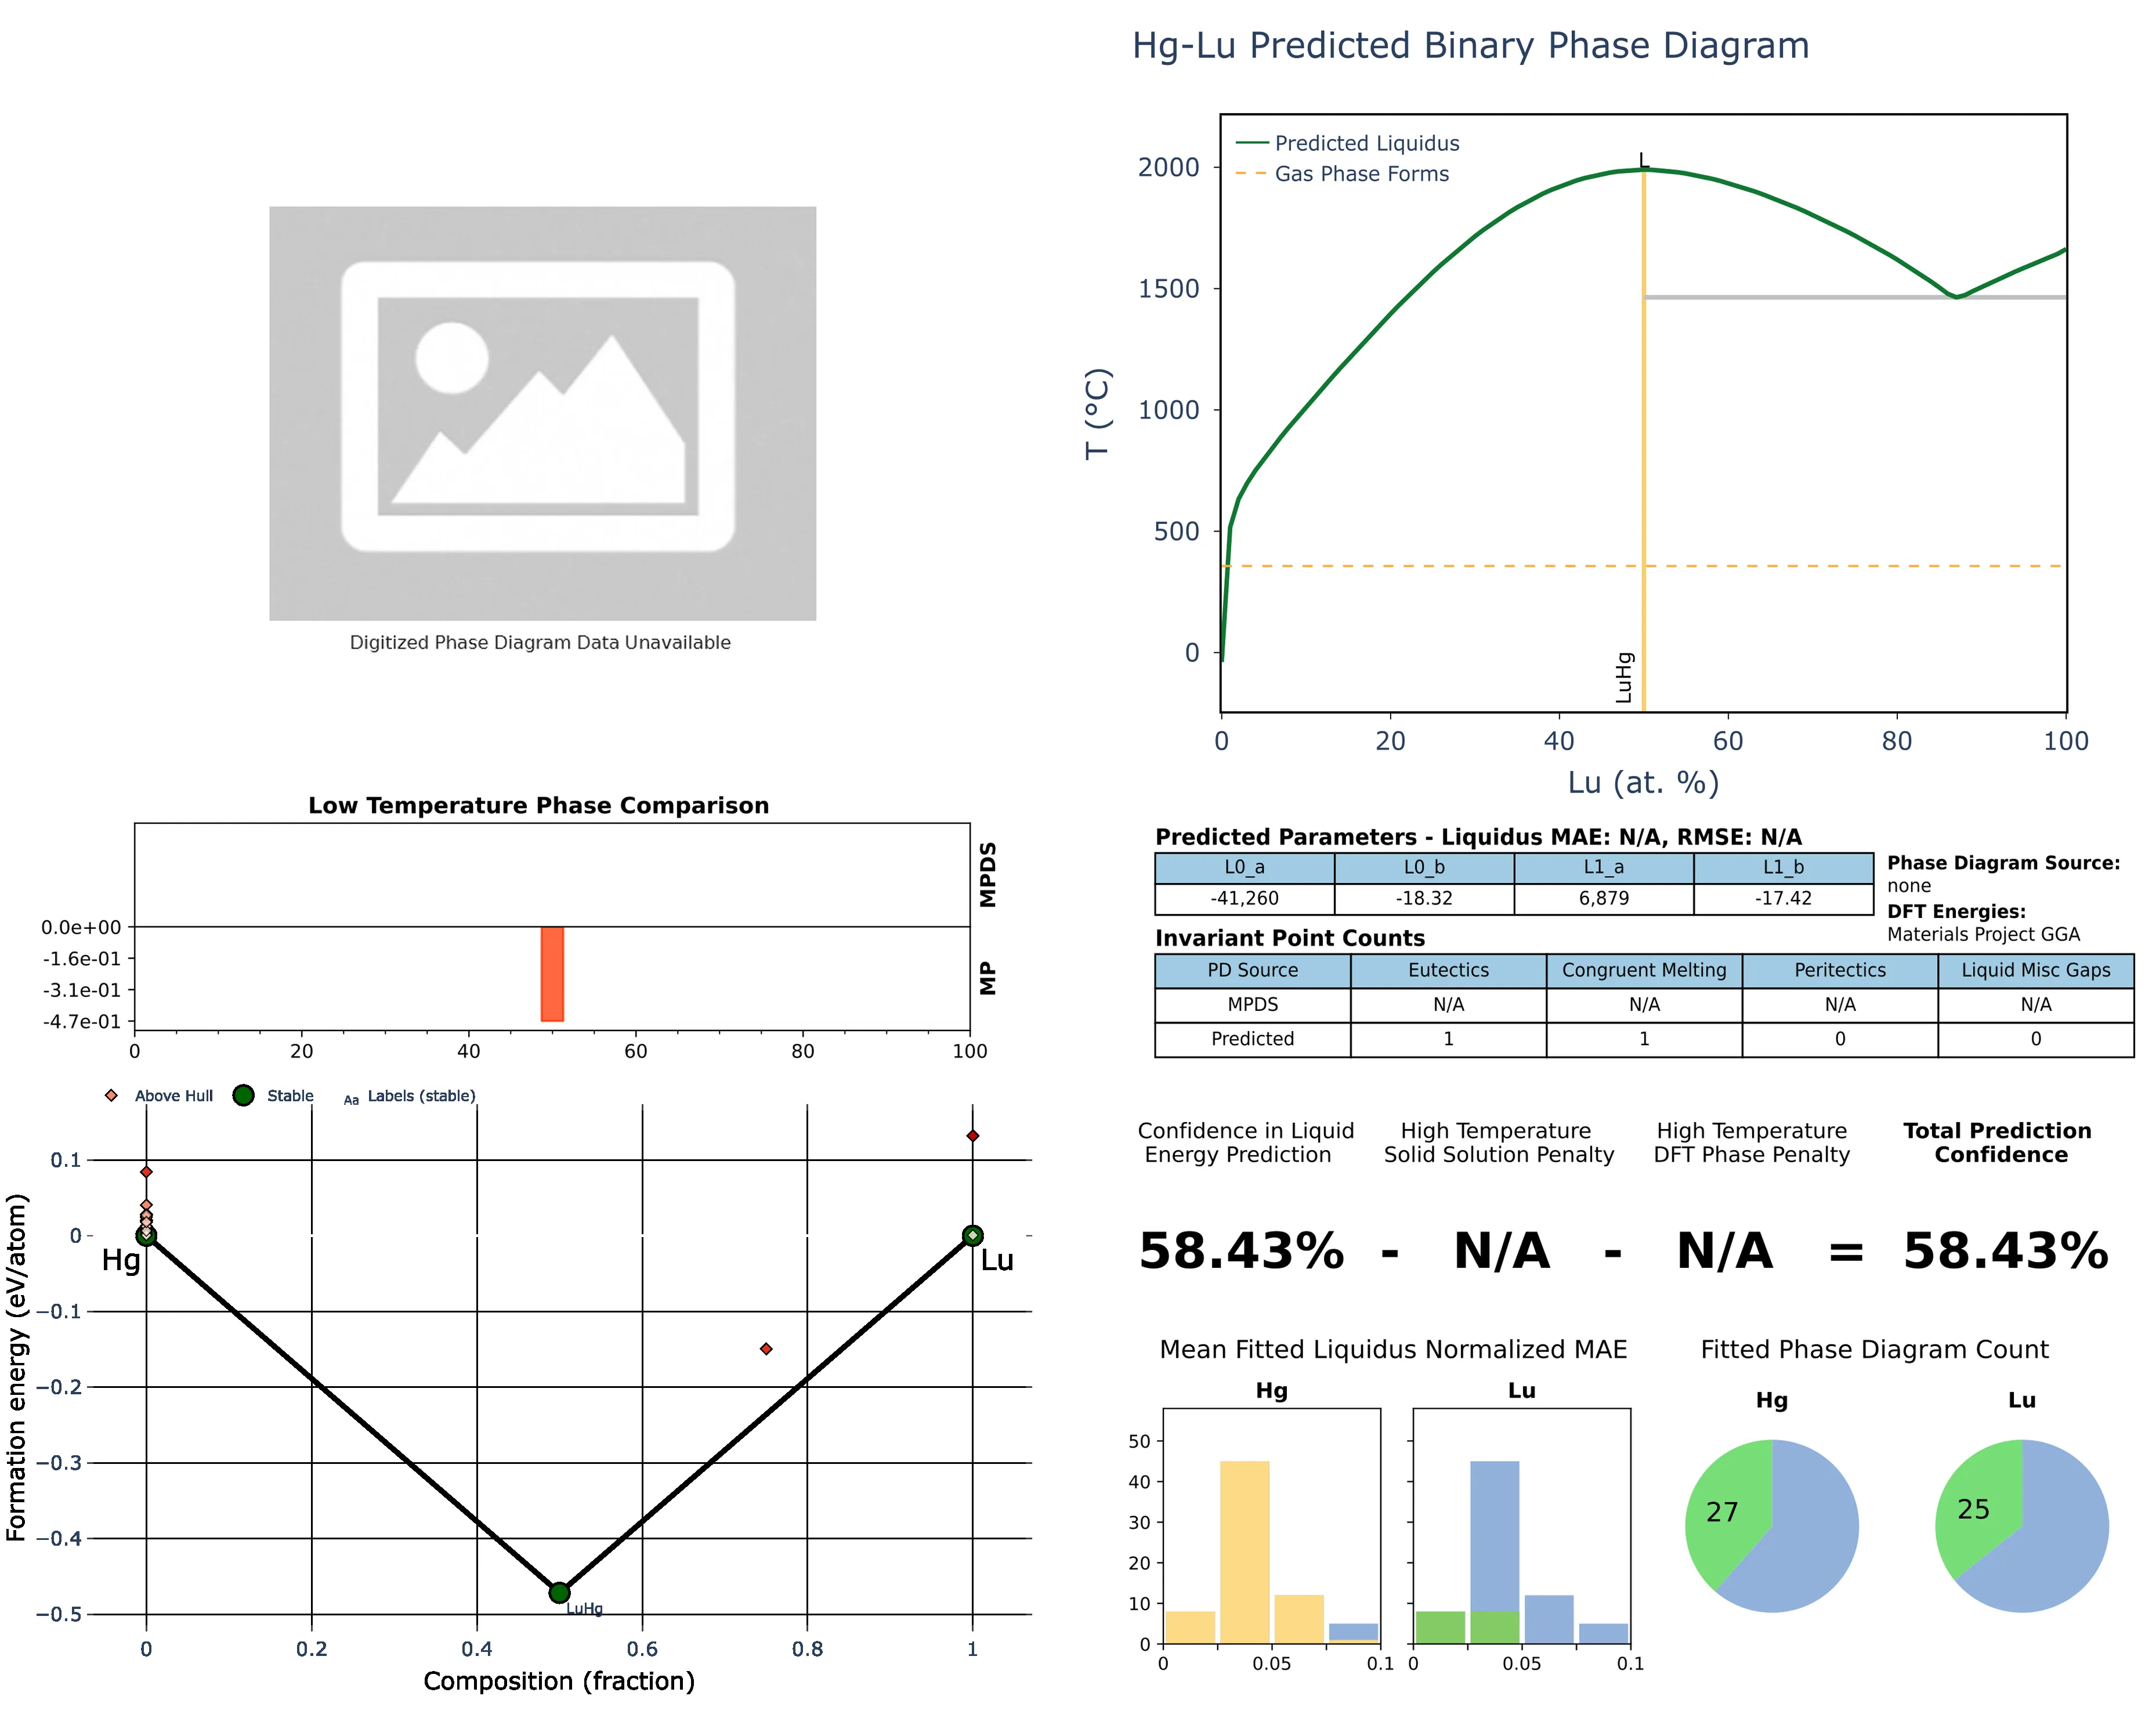 Hg-Lu Predicted Binary Phase Diagram
Digitized Phase Diagram Data Unavailable
Predicted Liquidus
Gas Phase Forms
L
LuHg
2000
1500
1000
500
0
T (°C)
0 20 40 60 80 100
Lu (at. %)
Low Temperature Phase Comparison
MPDS
MP
0.0e+00
-1.6e-01
-3.1e-01
-4.7e-01
0 20 40 60 80 100
Predicted Parameters - Liquidus MAE: N/A, RMSE: N/A
L0_a L0_b L1_a L1_b
-41,260 -18.32 6,879 -17.42
Phase Diagram Source:
none
DFT Energies:
Materials Project GGA
Invariant Point Counts
PD Source Eutectics Congruent Melting Peritectics Liquid Misc Gaps
MPDS N/A N/A N/A N/A
Predicted 1 1 0 0
Above Hull Stable Aa Labels (stable)
0.1
0
−0.1
−0.2
−0.3
−0.4
−0.5
Formation energy (eV/atom)
Hg
Lu
LuHg
0 0.2 0.4 0.6 0.8 1
Composition (fraction)
Confidence in Liquid
Energy Prediction
High Temperature
Solid Solution Penalty
High Temperature
DFT Phase Penalty
Total Prediction
Confidence
58.43% - N/A - N/A = 58.43%
Mean Fitted Liquidus Normalized MAE
Hg
Lu
50
40
30
20
10
0
0 0.05 0.1
0 0.05 0.1
Fitted Phase Diagram Count
Hg
Lu
27
25